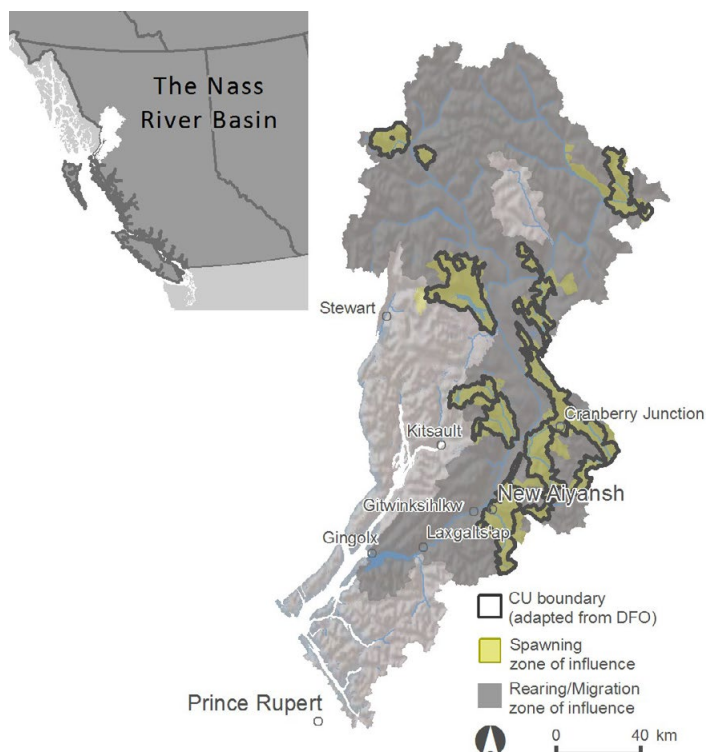 The Nass
River Basin
Stewart
Cranberry Junction
Kitsault
New Aiyansh
Gitwinksihlkw
Laxgalts'ap
Gingolx
CU boundary
(adapted from DFO)
Spawning
zone of influence
Rearing/Migration
zone of influence
Prince Rupert
0 40 km